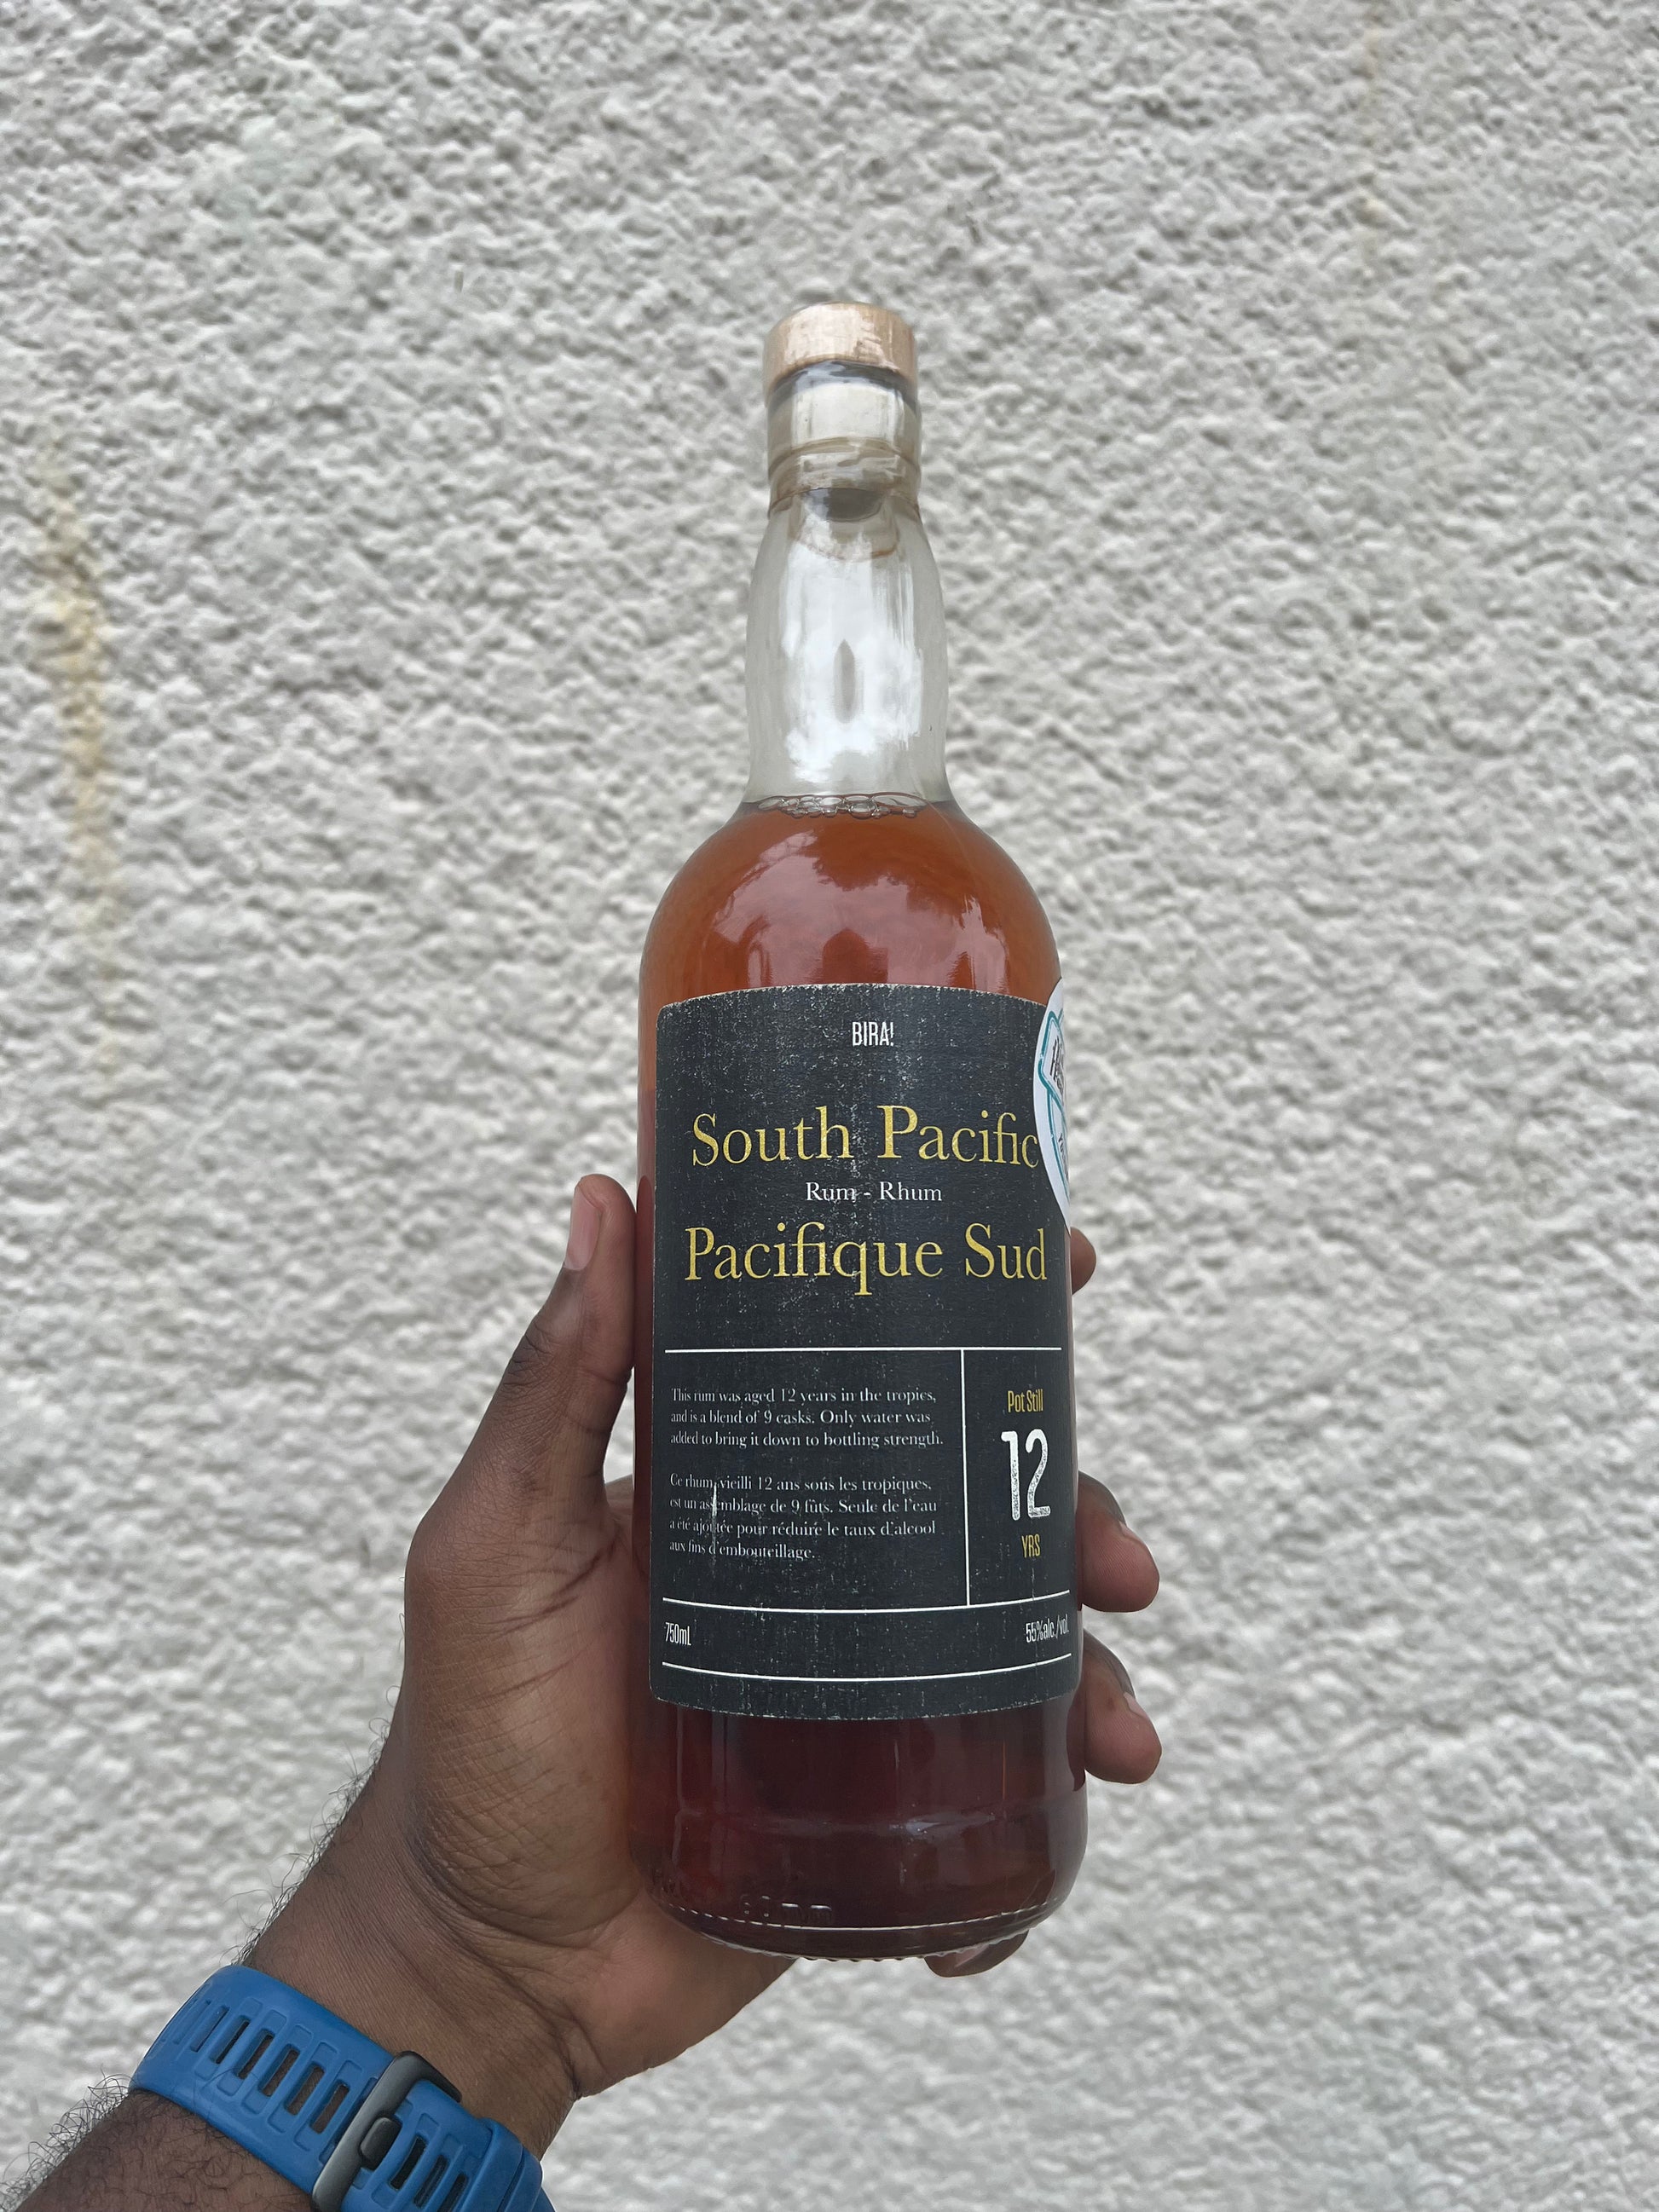 BIRA!
South Pacific
Rum - Rhum
Pacifique Sud
This rum was aged 12 years in the tropics,
and is a blend of 9 casks. Only water was
added to bring it down to bottling strength.
Ce rhum, vieilli 12 ans sous les tropiques,
est un assemblage de 9 fûts. Seule de l'eau
a été ajoutée pour réduire le taux d'alcool
aux fins d'embouteillage.
Pot Still
12
YRS
750mL
55%alc./vol.